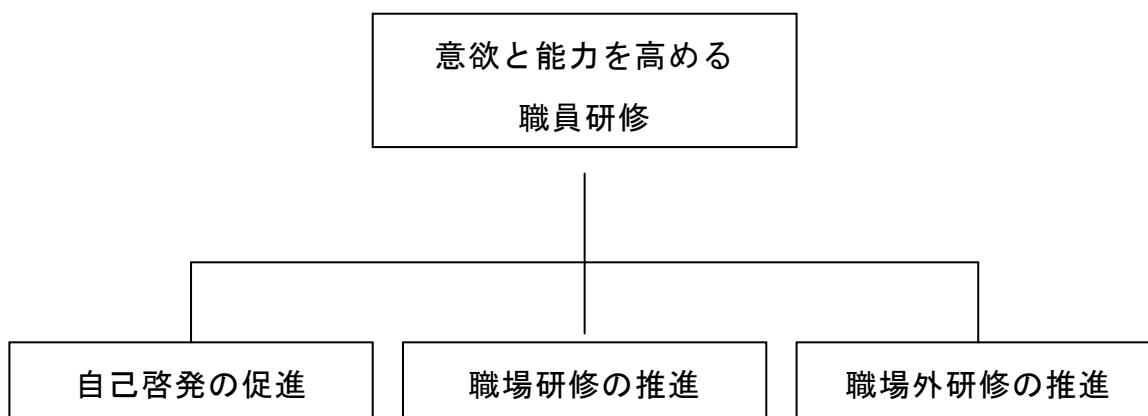 意欲と能力を高める
職員研修
自己啓発の促進
職場研修の推進
職場外研修の推進